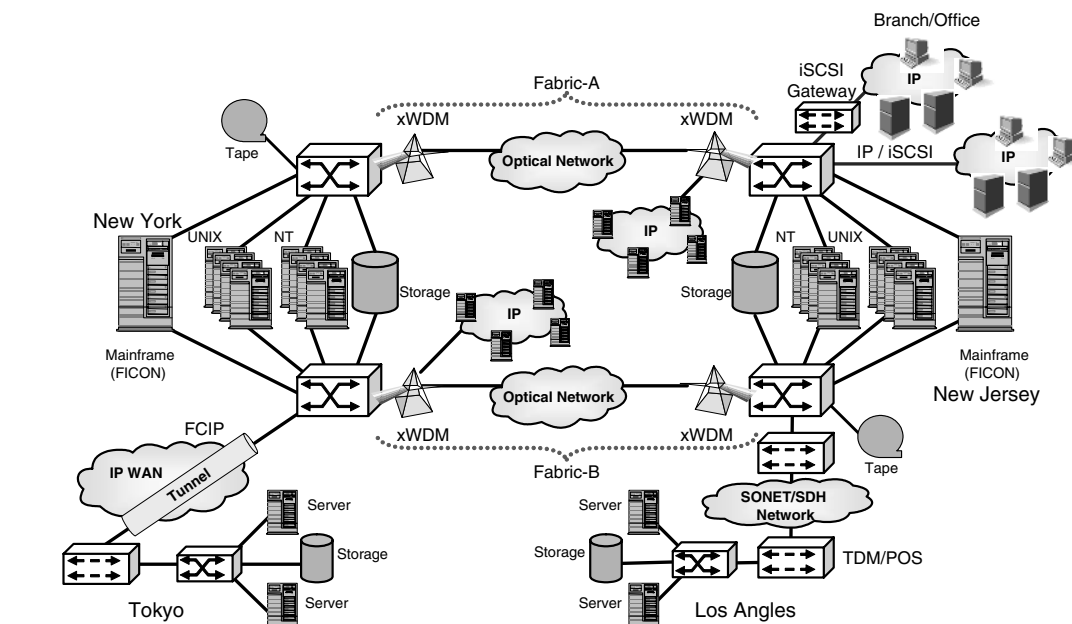 Branch/Office
iSCSI
Gateway
IP
Fabric-A
xWDM
xWDM
Tape
Optical Network
IP / iSCSI
IP
New York
UNIX
NT
IP
NT
UNIX
Storage
Storage
IP
Mainframe
(FICON)
Mainframe
(FICON)
New Jersey
Optical Network
FCIP
xWDM
xWDM
Fabric-B
Tape
IP WAN
Tunnel
SONET/SDH
Network
Server
Server
Storage
Storage
TDM/POS
Server
Server
Tokyo
Los Angles